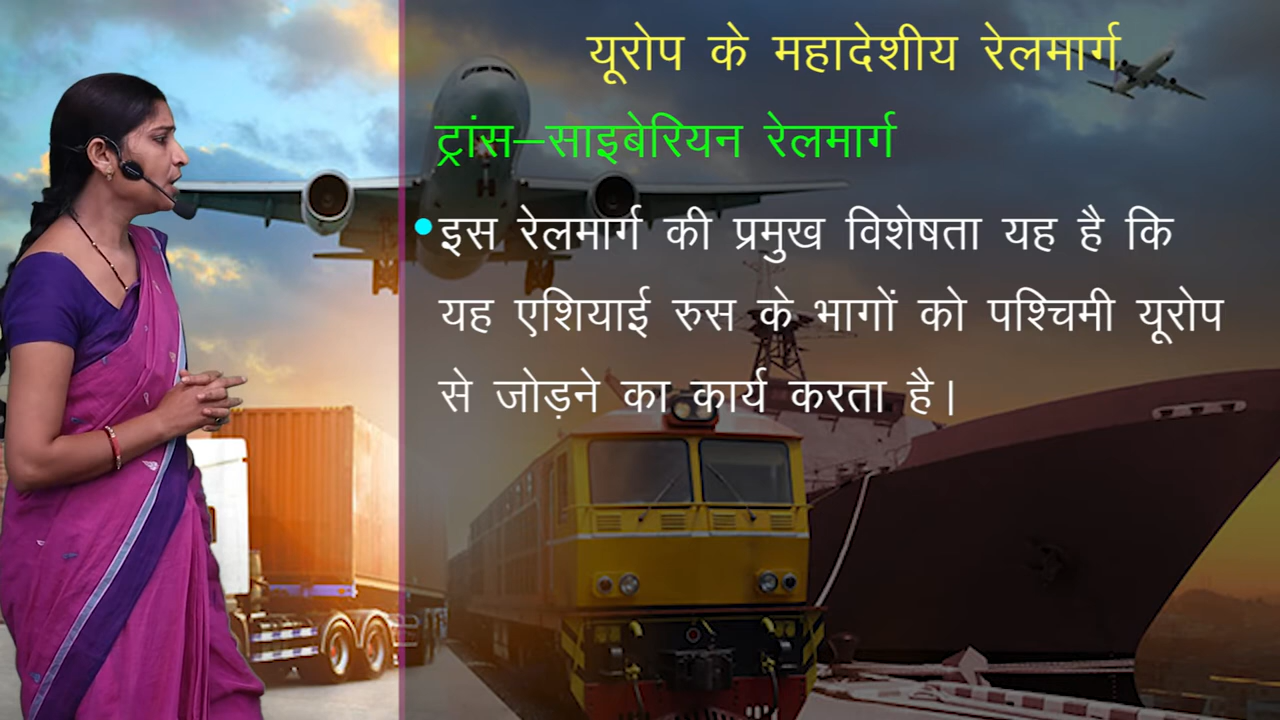 यूरोप के महादेशीय रेलमार्ग
ट्रांस–साइबेरियन रेलमार्ग
•इस रेलमार्ग की प्रमुख विशेषता यह है कि
यह एशियाई रुस के भागों को पश्चिमी यूरोप
से जोड़ने का कार्य करता है।